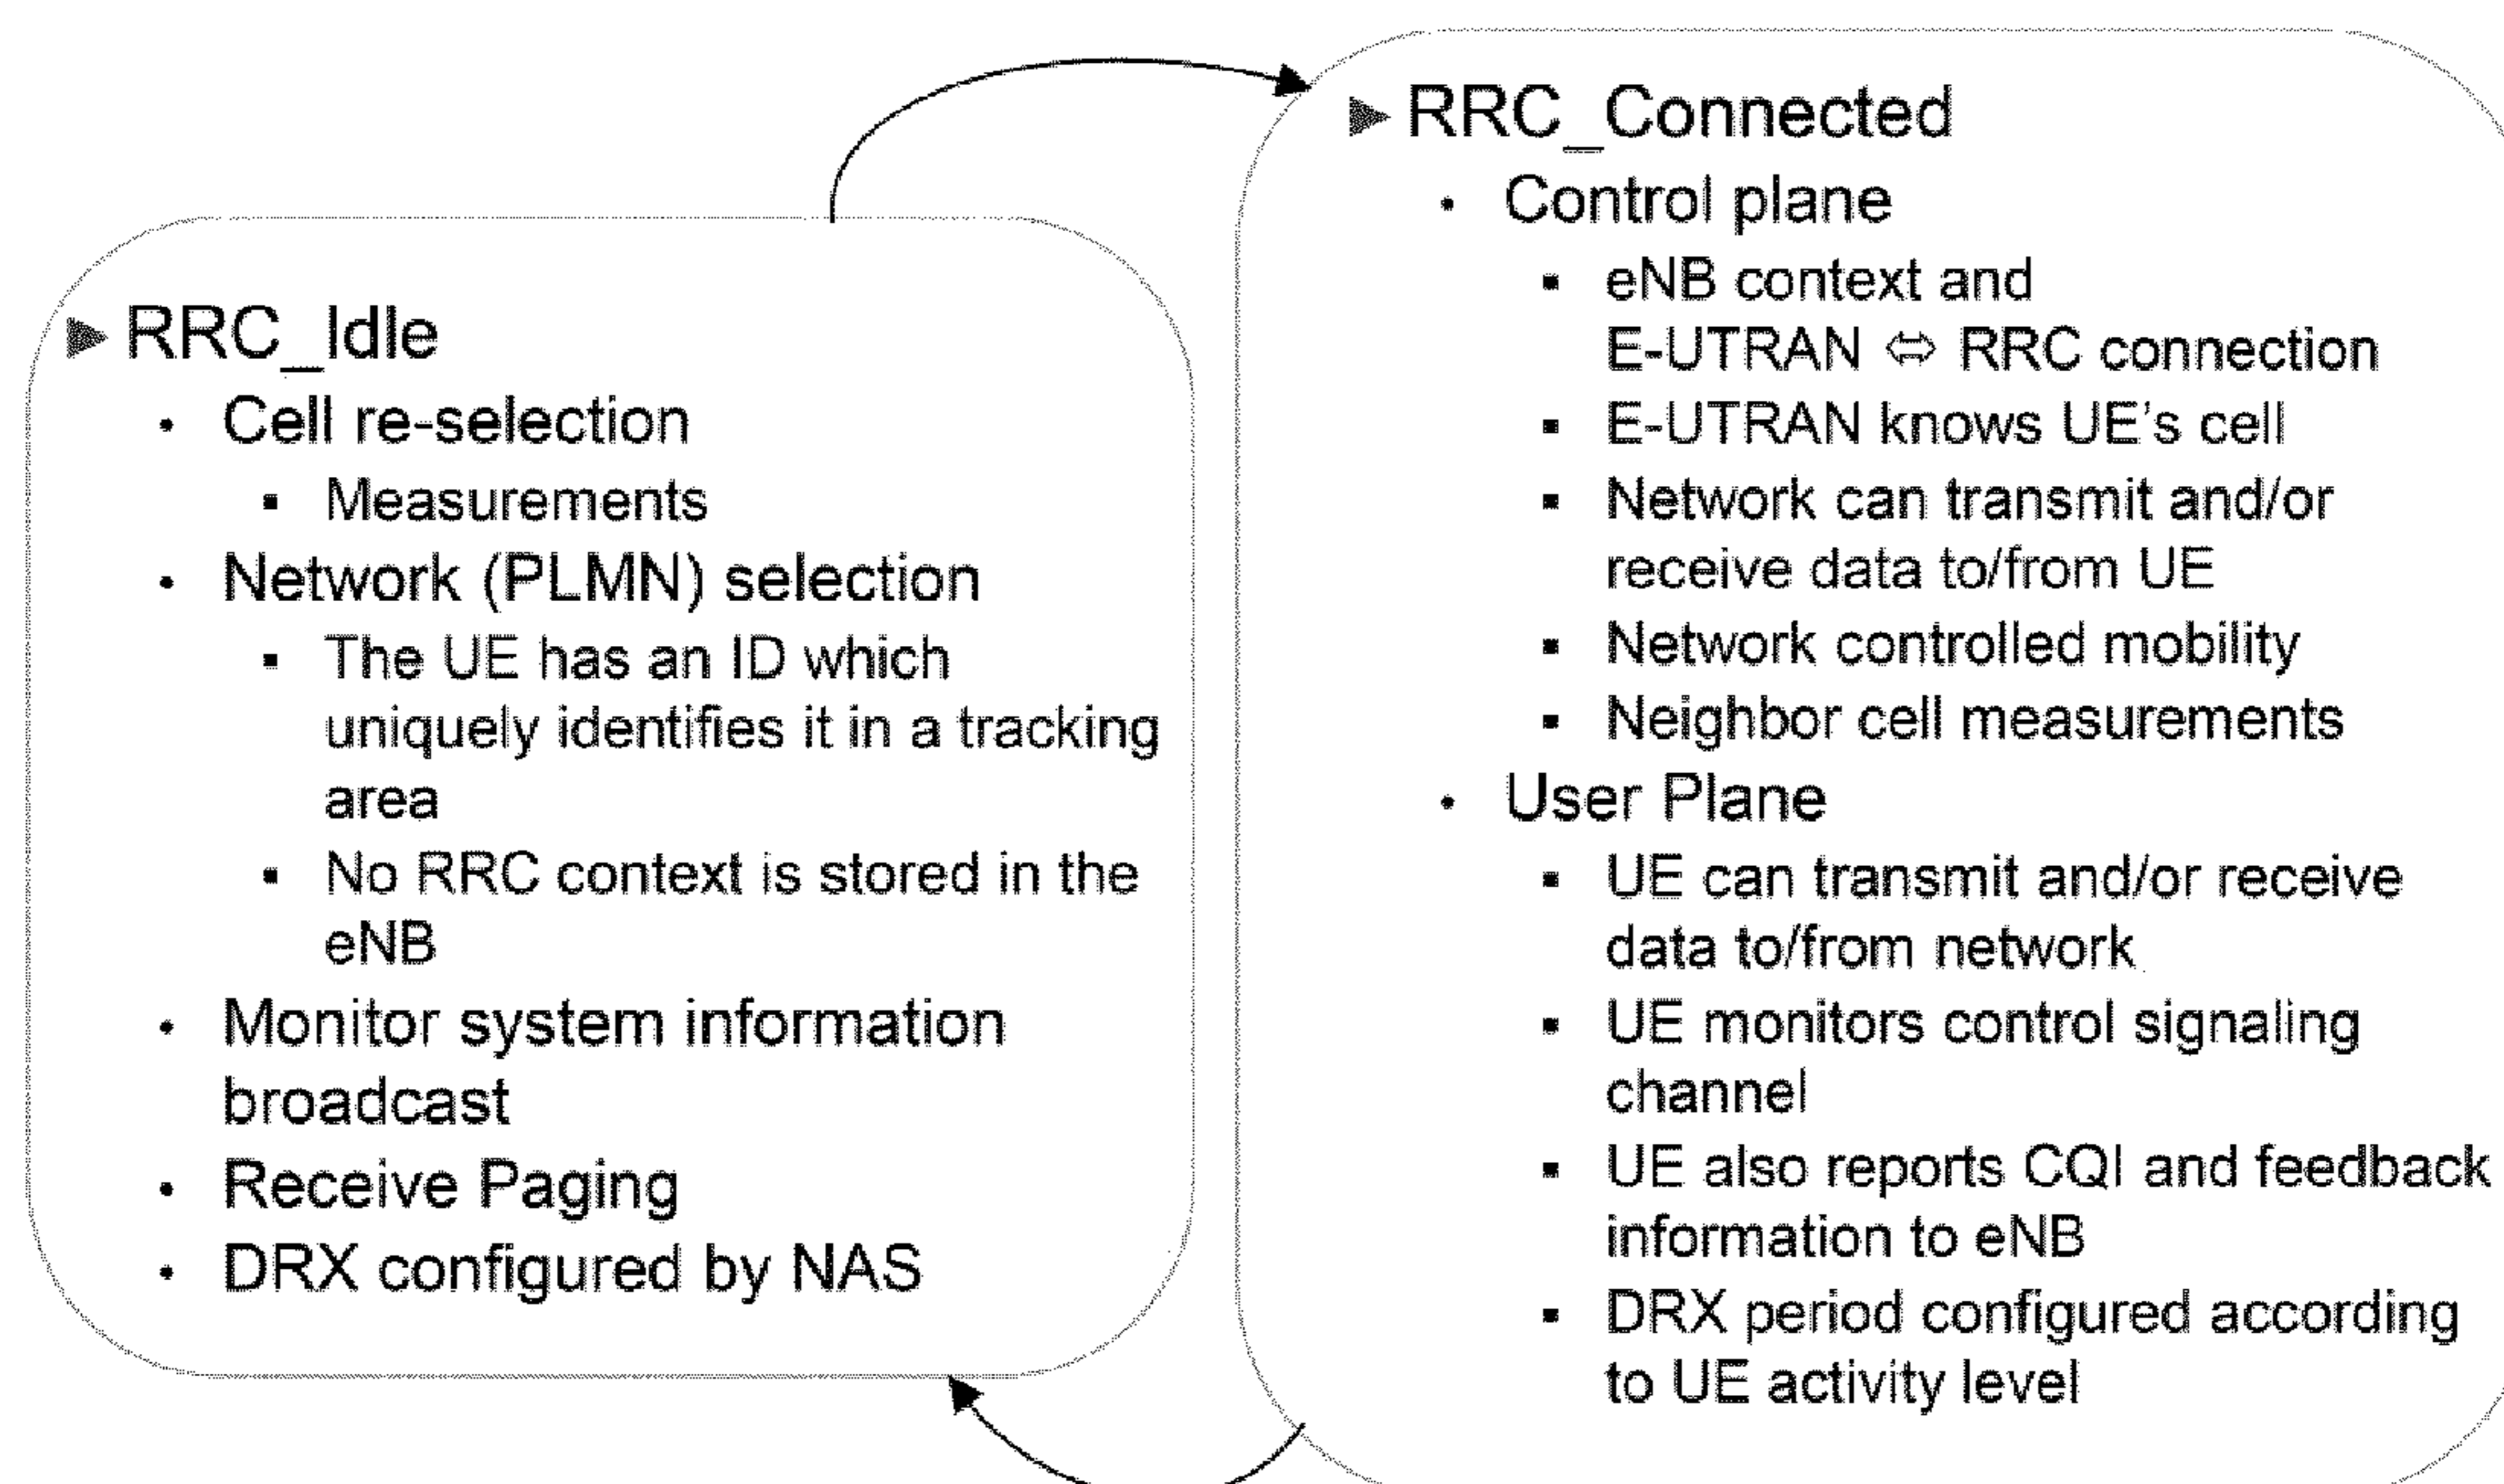 ► RRC_Idle
• Cell re-selection
▪ Measurements
• Network (PLMN) selection
▪ The UE has an ID which
uniquely identifies it in a tracking
area
▪ No RRC context is stored in the
eNB
• Monitor system information
broadcast
• Receive Paging
• DRX configured by NAS
► RRC_Connected
• Control plane
▪ eNB context and
E-UTRAN ⇔ RRC connection
▪ E-UTRAN knows UE's cell
▪ Network can transmit and/or
receive data to/from UE
▪ Network controlled mobility
▪ Neighbor cell measurements
• User Plane
▪ UE can transmit and/or receive
data to/from network
▪ UE monitors control signaling
channel
▪ UE also reports CQI and feedback
information to eNB
▪ DRX period configured according
to UE activity level